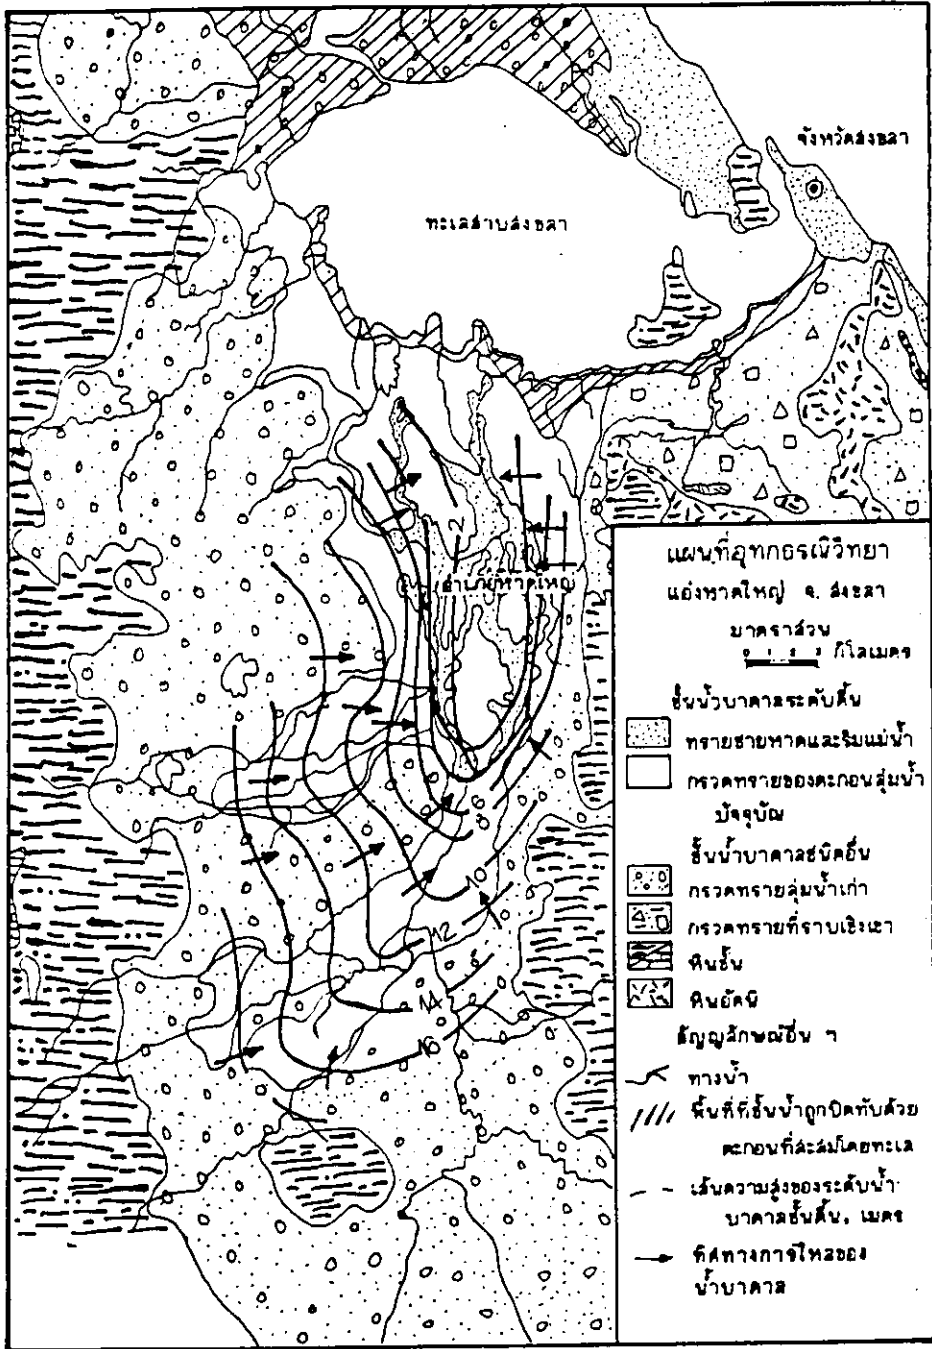 จังหวัดสงขลา
ทะเลสาบสงขลา
2
อำเภอหาดใหญ่
6
8
10
12
14
16
แผนที่อุทกธรณีวิทยา
แอ่งหาดใหญ่ จ. สงขลา
มาตราส่วน
กิโลเมตร
ชั้นน้ำบาดาลระดับตื้น
ทรายชายหาดและริมแม่น้ำ
กรวดทรายของตะกอนลุ่มน้ำ
ปัจจุบัน
ชั้นน้ำบาดาลชนิดอื่น
กรวดทรายลุ่มน้ำเก่า
กรวดทรายที่ราบเชิงเขา
หินชั้น
หินอัคนี
สัญญลักษณ์อื่น ๆ
ทางน้ำ
พื้นที่ที่ชั้นน้ำถูกปิดทับด้วย
ตะกอนที่สะสมโดยทะเล
เส้นความสูงของระดับน้ำ
บาดาลชั้นตื้น, เมตร
ทิศทางการไหลของ
น้ำบาดาล